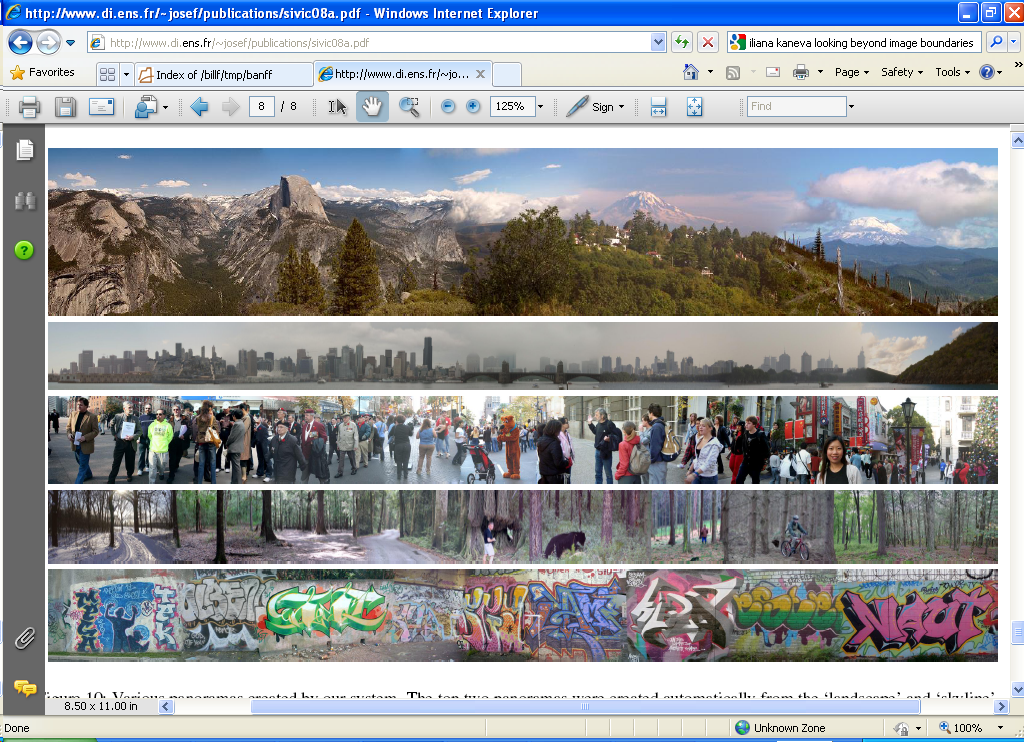 http://www.di.ens.fr/~josef/publications/sivic08a.pdf - Windows Internet Explorer
http://www.di.ens.fr/~josef/publications/sivic08a.pdf
iliana kaneva looking beyond image boundaries
Favorites
Index of /billf/tmp/banff
http://www.di.ens.fr/~jo...
Page
Safety
Tools
8 / 8
125%
Sign
Find
NAUT
Figure 10: Various panoramas created by our system. The top two panoramas were created automatically from the ‘landscape’ and ‘skyline’
8.50 x 11.00 in
Done
Unknown Zone
100%